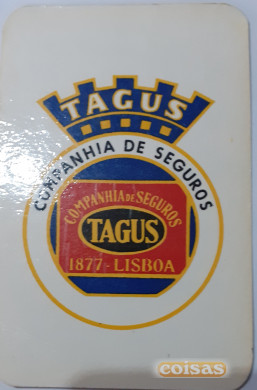 TAGUS
COMPANHIA DE SEGUROS
COMPANHIA DE SEGUROS
TAGUS
1877-LISBOA
coisas